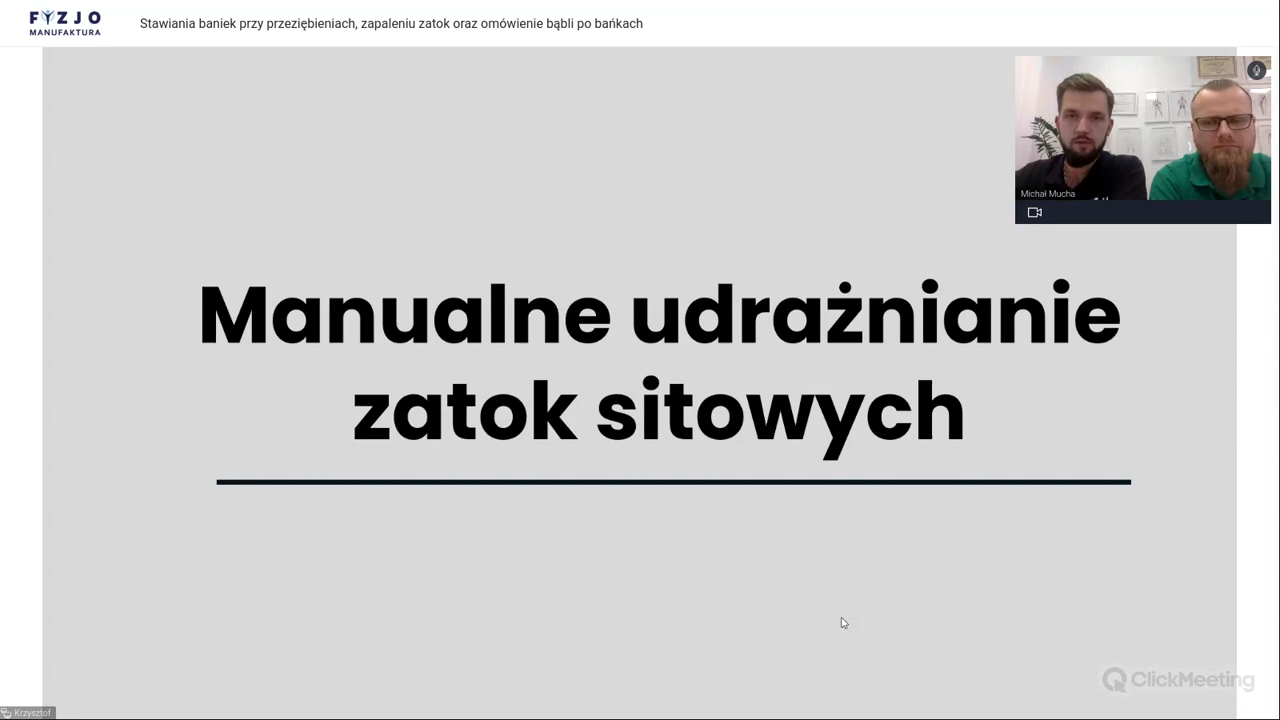 FYZJO
MANUFAKTURA
Stawiania baniek przy przeziębieniach, zapaleniu zatok oraz omówienie bąbli po bańkach
Michał Mucha
Manualne udrażnianie
zatok sitowych
ClickMeeting
Krzysztof